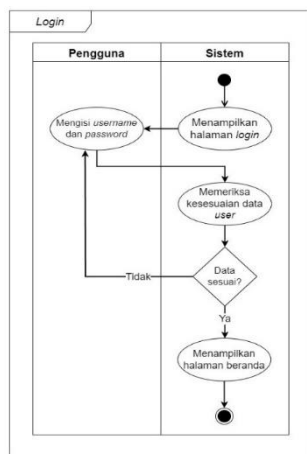 Login
Pengguna
Sistem
Menampilkan
halaman login
Mengisi username
dan password
Memeriksa
kesesuaian data
user
Data
sesuai?
Tidak
Ya
Menampilkan
halaman beranda